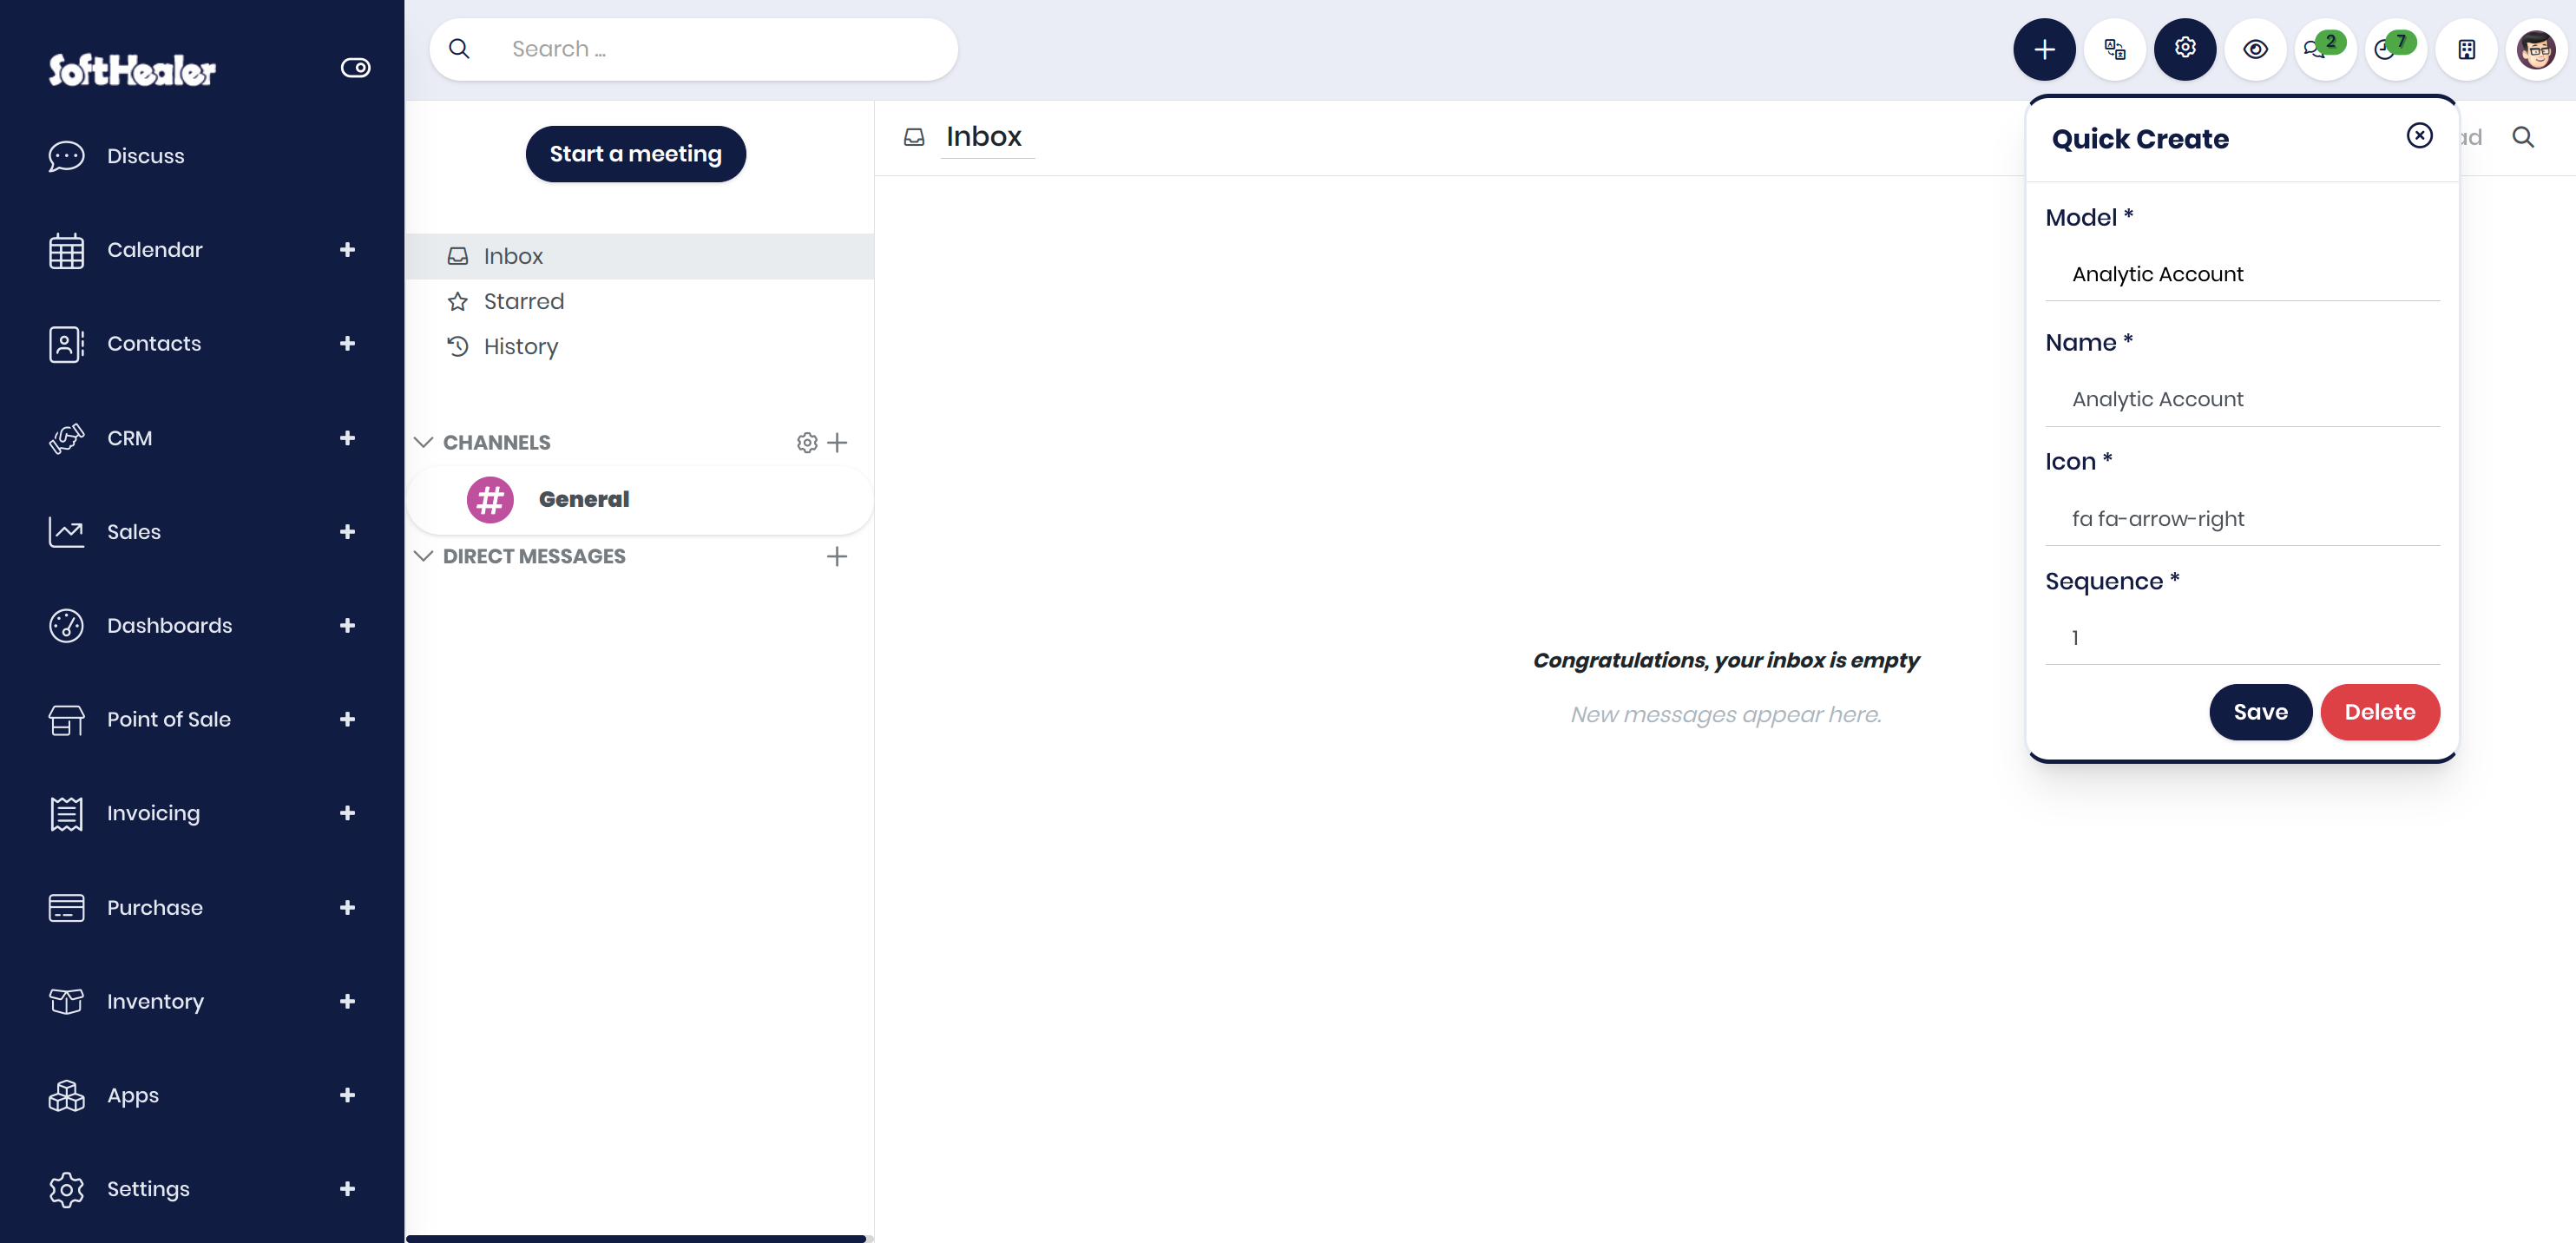 SoftHealer
Search ...
2
7
Discuss
Calendar
Contacts
CRM
Sales
Dashboards
Point of Sale
Invoicing
Purchase
Inventory
Apps
Settings
Start a meeting
Inbox
Starred
History
CHANNELS
General
DIRECT MESSAGES
Inbox
Congratulations, your inbox is empty
New messages appear here.
Quick Create
Model *
Analytic Account
Name *
Analytic Account
Icon *
fa fa-arrow-right
Sequence *
1
Save Delete